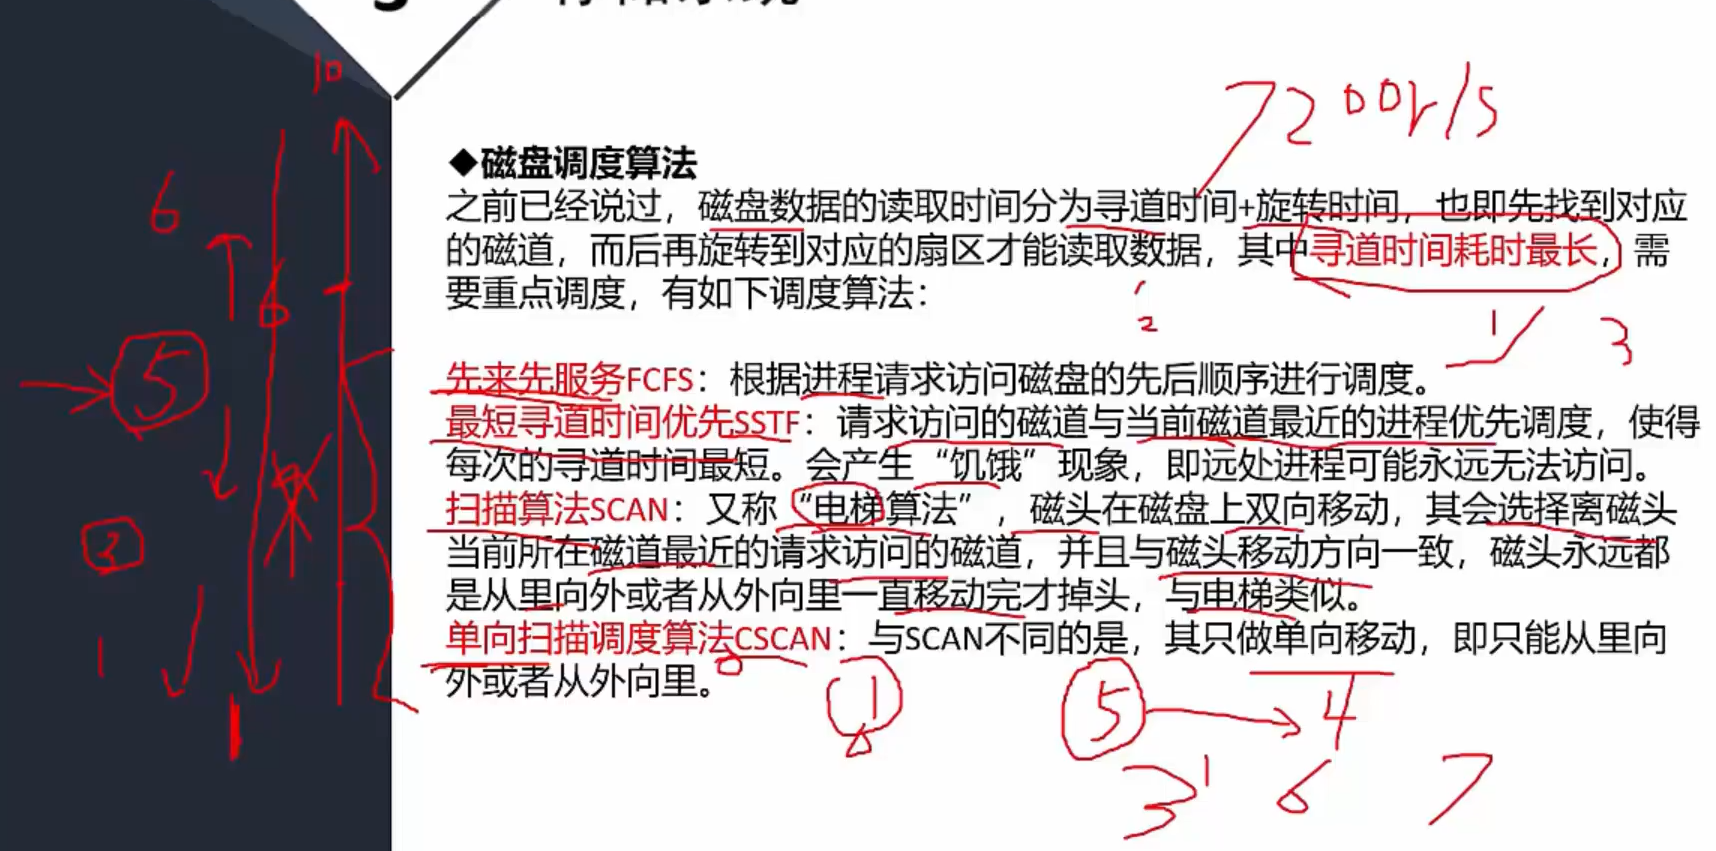 10
7200r/s
◆磁盘调度算法
之前已经说过，磁盘数据的读取时间分为寻道时间+旋转时间，也即先找到对应
的磁道，而后再旋转到对应的扇区才能读取数据，其中寻道时间耗时最长，需
要重点调度，有如下调度算法：
先来先服务FCFS：根据进程请求访问磁盘的先后顺序进行调度。
最短寻道时间优先SSTF：请求访问的磁道与当前磁道最近的进程优先调度，使得
每次的寻道时间最短。会产生“饥饿”现象，即远处进程可能永远无法访问。
扫描算法SCAN：又称“电梯算法”，磁头在磁盘上双向移动，其会选择离磁头
当前所在磁道最近的请求访问的磁道，并且与磁头移动方向一致，磁头永远都
是从里向外或者从外向里一直移动完才掉头，与电梯类似。
单向扫描调度算法CSCAN：与SCAN不同的是，其只做单向移动，即只能从里向
外或者从外向里。
6
5
1
2
1
3
1
5
4
3
6
7